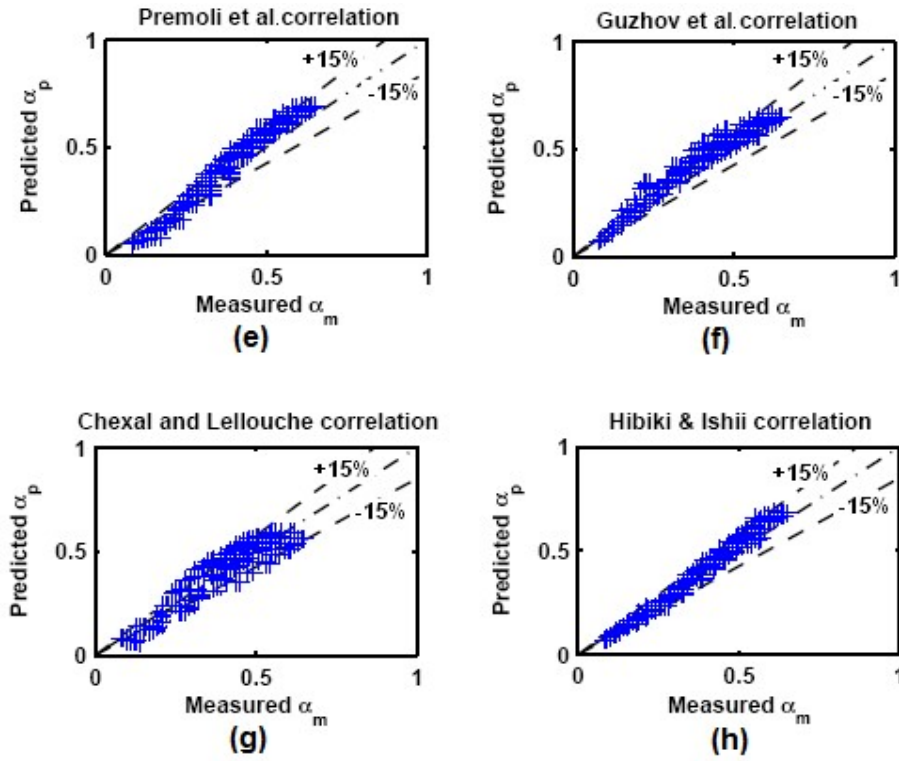 Premoli et al.correlation
Guzhov et al.correlation
1
+15%
-15%
0.5
0
Predicted α_p
0
0.5
1
Measured α_m
(e)
1
+15%
-15%
0.5
0
Predicted α_p
0
0.5
1
Measured α_m
(f)
Chexal and Lellouche correlation
Hibiki & Ishii correlation
1
+15%
-15%
0.5
0
Predicted α_p
0
0.5
1
Measured α_m
(g)
1
+15%
-15%
0.5
0
Predicted α_p
0
0.5
1
Measured α_m
(h)